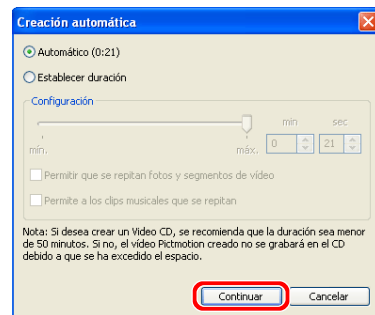 Creación automática
Automático (0:21)
Establecer duración
Configuración
min sec
mín. máx. 0 21
Permitir que se repitan fotos y segmentos de vídeo
Permite a los clips musicales que se repitan
Nota: Si desea crear un Video CD, se recomienda que la duración sea menor
de 50 minutos. Si no, el vídeo Pictmotion creado no se grabará en el CD
debido a que se ha excedido el espacio.
Continuar Cancelar